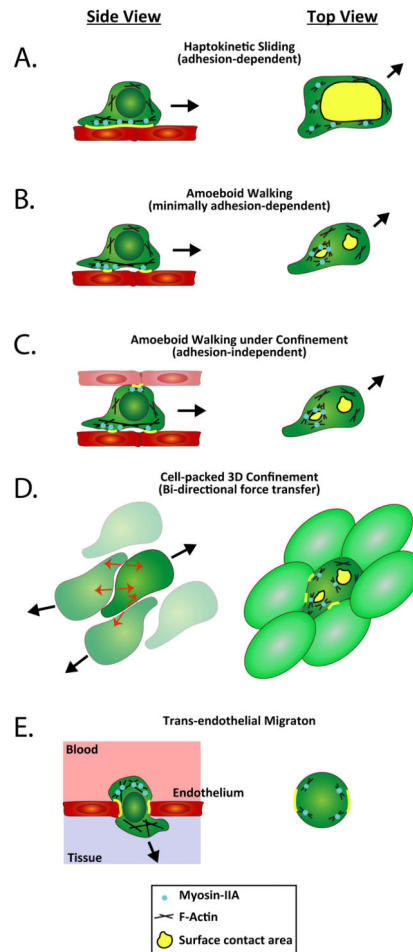 Side View Top View
A.
Haptokinetic Sliding
(adhesion-dependent)
B.
Amoeboid Walking
(minimally adhesion-dependent)
C.
Amoeboid Walking under Confinement
(adhesion-independent)
D.
Cell-packed 3D Confinement
(Bi-directional force transfer)
E.
Trans-endothelial Migraton
Blood
Endothelium
Tissue
Myosin-IIA
F-Actin
Surface contact area